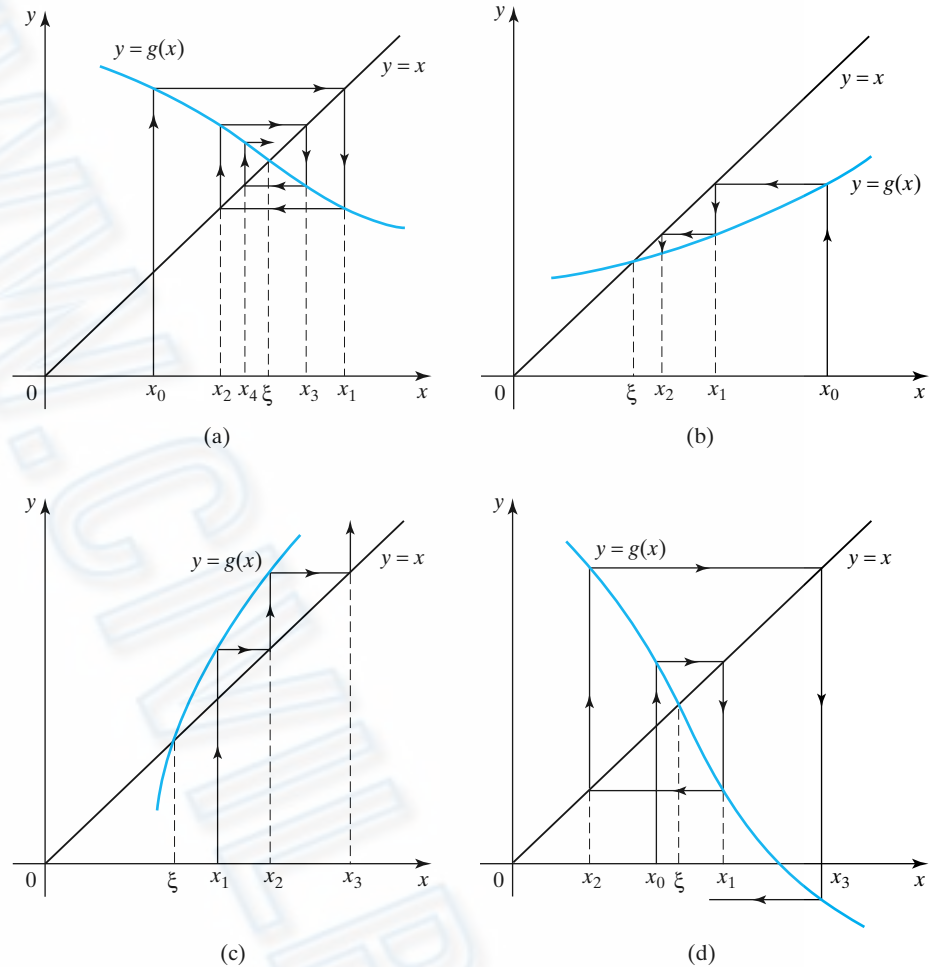 y
y = g(x)
y = x
0
x₀
x₂
x₄
ξ
x₃
x₁
x
(a)
y
y = x
y = g(x)
0
ξ
x₂
x₁
x₀
x
(b)
y
y = g(x)
y = x
0
ξ
x₁
x₂
x₃
x
(c)
y
y = g(x)
y = x
0
x₂
x₀
ξ
x₁
x₃
x
(d)